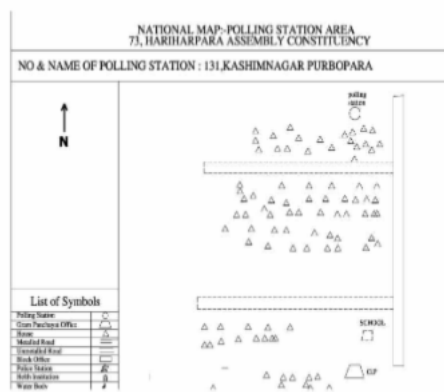 NATIONAL MAP:-POLLING STATION AREA
73, HARIHARPARA ASSEMBLY CONSTITUENCY
NO & NAME OF POLLING STATION : 131,KASHIMNAGAR PURBOPARA
polling
station
N
List of Symbols
Polling Station
Gram Panchayat Office
House
Metalled Road
Unmetalled Road
Block Office
Police Station
Helth Institution
Water Body
SCHOOL